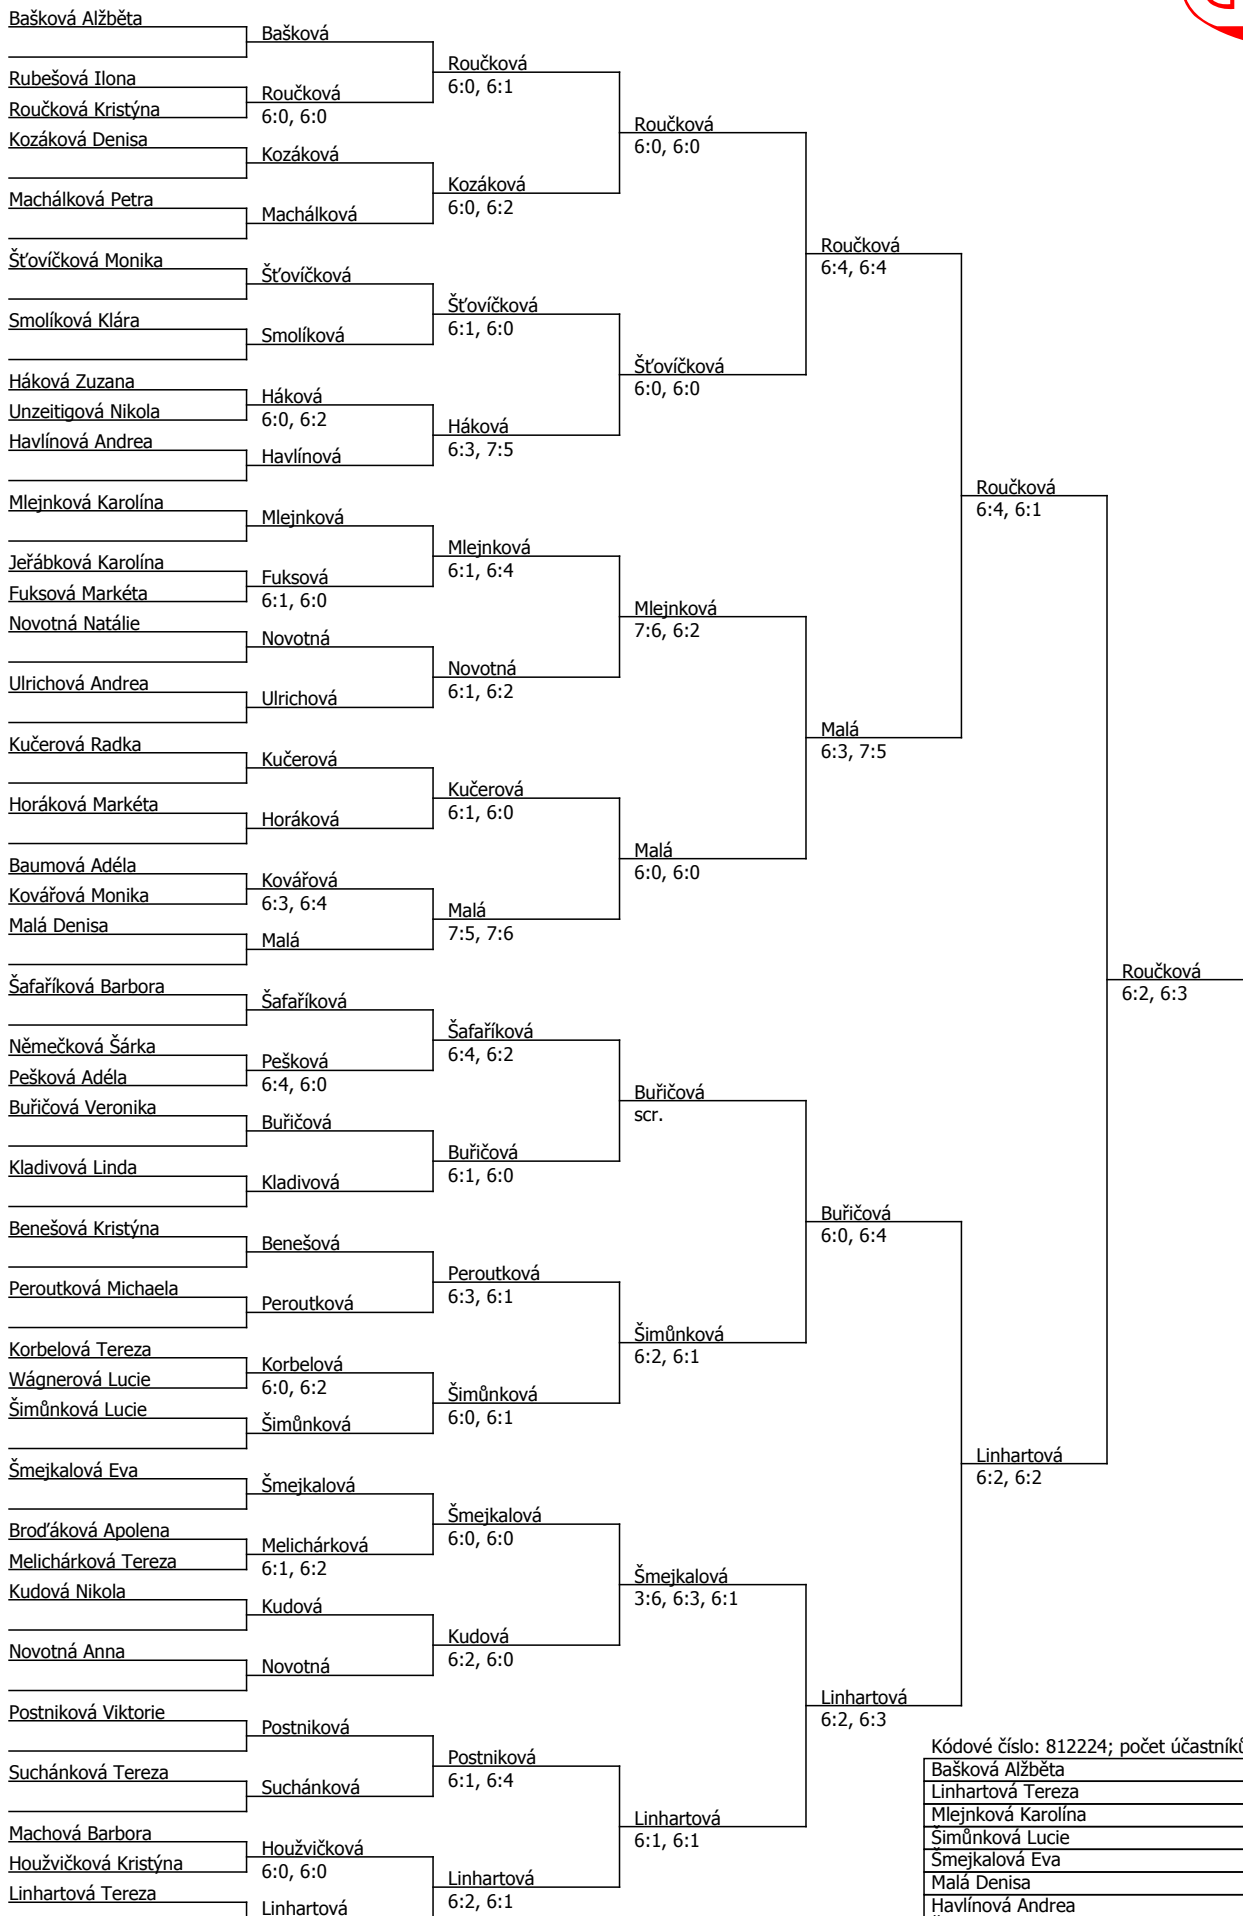 Bašková Alžběta
Rubešová Ilona
Roučková Kristýna
Kozáková Denisa
Machálková Petra
Šťovíčková Monika
Smolíková Klára
Háková Zuzana
Unzeitigová Nikola
Havlínová Andrea
Mlejnková Karolína
Jeřábková Karolína
Fuksová Markéta
Novotná Natálie
Ulrichová Andrea
Kučerová Radka
Horáková Markéta
Baumová Adéla
Kovářová Monika
Malá Denisa
Šafaříková Barbora
Němečková Šárka
Pešková Adéla
Buřičová Veronika
Kladivová Linda
Benešová Kristýna
Peroutková Michaela
Korbelová Tereza
Wágnerová Lucie
Šimůnková Lucie
Šmejkalová Eva
Broďáková Apolena
Melichárková Tereza
Kudová Nikola
Novotná Anna
Postniková Viktorie
Suchánková Tereza
Machová Barbora
Houžvičková Kristýna
Linhartová Tereza
Bašková
Roučková
6:0, 6:0
Kozáková
Machálková
Šťovíčková
Smolíková
Háková
6:0, 6:2
Havlínová
Mlejnková
Fuksová
6:1, 6:0
Novotná
Ulrichová
Kučerová
Horáková
Kovářová
6:3, 6:4
Malá
Šafaříková
Pešková
6:4, 6:0
Buřičová
Kladivová
Benešová
Peroutková
Korbelová
6:0, 6:2
Šimůnková
Šmejkalová
Melichárková
6:1, 6:2
Kudová
Novotná
Postniková
Suchánková
Houžvičková
6:0, 6:0
Linhartová
Roučková
6:0, 6:1
Kozáková
6:0, 6:2
Šťovíčková
6:1, 6:0
Háková
6:3, 7:5
Mlejnková
6:1, 6:4
Novotná
6:1, 6:2
Kučerová
6:1, 6:0
Malá
7:5, 7:6
Šafaříková
6:4, 6:2
Buřičová
6:1, 6:0
Peroutková
6:3, 6:1
Šimůnková
6:0, 6:1
Šmejkalová
6:0, 6:0
Kudová
6:2, 6:0
Postniková
6:1, 6:4
Linhartová
6:2, 6:1
Roučková
6:0, 6:0
Šťovíčková
6:0, 6:0
Mlejnková
7:6, 6:2
Malá
6:0, 6:0
Buřičová
scr.
Šimůnková
6:2, 6:1
Šmejkalová
3:6, 6:3, 6:1
Linhartová
6:1, 6:1
Roučková
6:4, 6:4
Malá
6:3, 7:5
Buřičová
6:0, 6:4
Linhartová
6:2, 6:3
Roučková
6:4, 6:1
Linhartová
6:2, 6:2
Roučková
6:2, 6:3
Kódové číslo: 812224; počet účastníků
Bašková Alžběta
Linhartová Tereza
Mlejnková Karolína
Šimůnková Lucie
Šmejkalová Eva
Malá Denisa
Havlínová Andrea